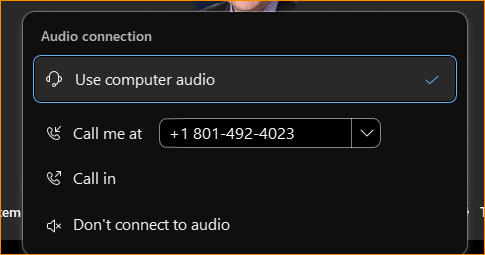 Audio connection
Use computer audio
Call me at +1 801-492-4023
Call in
Don't connect to audio